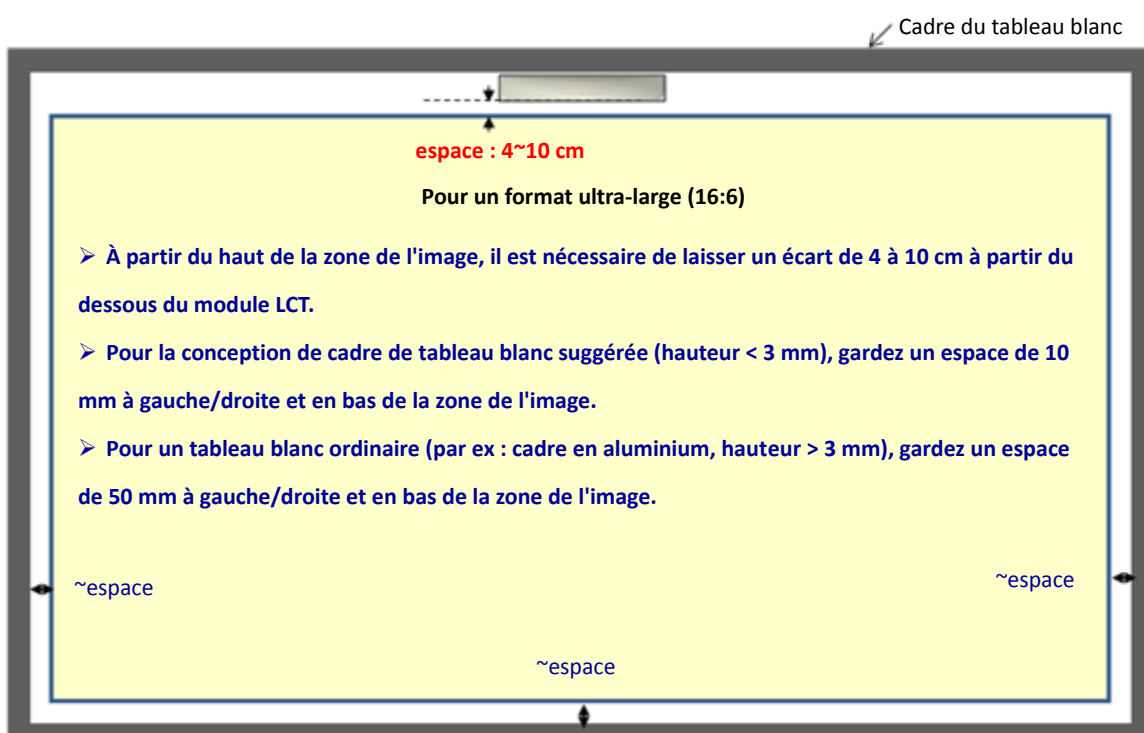 Cadre du tableau blanc
espace : 4~10 cm
Pour un format ultra-large (16:6)
➢ À partir du haut de la zone de l'image, il est nécessaire de laisser un écart de 4 à 10 cm à partir du
dessous du module LCT.
➢ Pour la conception de cadre de tableau blanc suggérée (hauteur < 3 mm), gardez un espace de 10
mm à gauche/droite et en bas de la zone de l'image.
➢ Pour un tableau blanc ordinaire (par ex : cadre en aluminium, hauteur > 3 mm), gardez un espace
de 50 mm à gauche/droite et en bas de la zone de l'image.
~espace
~espace
~espace